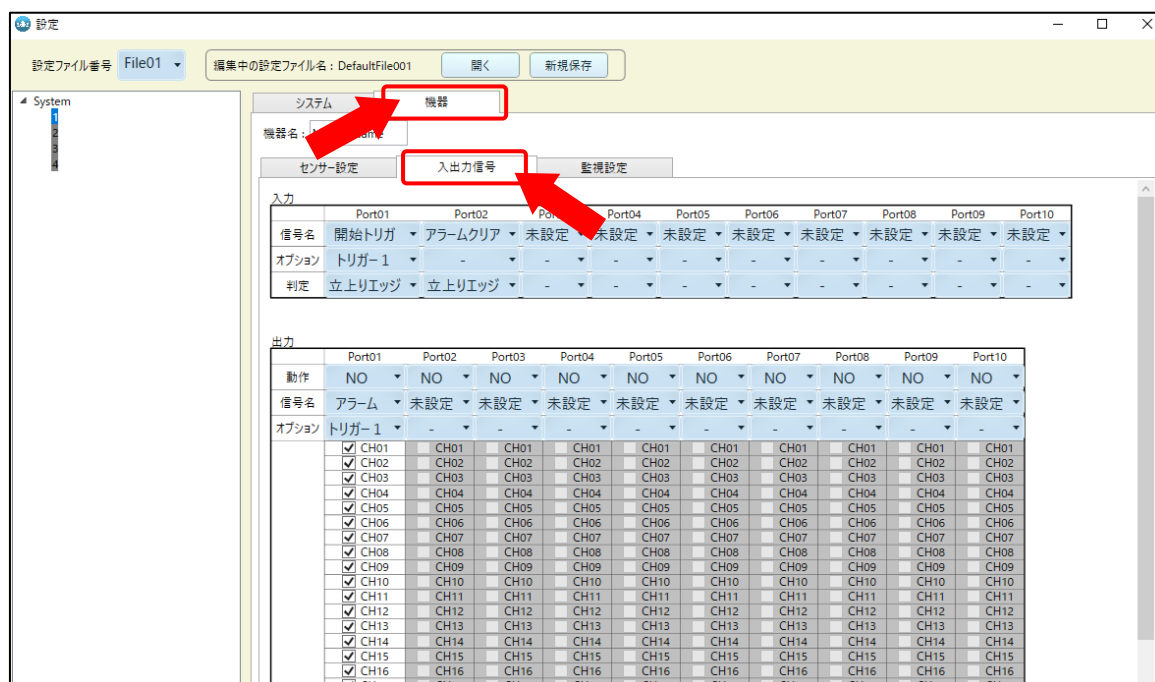 設定
設定ファイル番号 File01 編集中の設定ファイル名：DefaultFile001 開く 新規保存
System
1
2
3
4
システム 機器
機器名：
センサー設定 入出力信号 監視設定
入力
Port01 Port02 Port04 Port05 Port06 Port07 Port08 Port09 Port10
信号名 開始トリガ アラームクリア 未設定 未設定 未設定 未設定 未設定 未設定 未設定 未設定
オプション トリガー 1 - - - - - - - - -
判定 立上りエッジ 立上りエッジ - - - - - - - -
出力
Port01 Port02 Port03 Port04 Port05 Port06 Port07 Port08 Port09 Port10
動作 NO NO NO NO NO NO NO NO NO NO
信号名 アラーム 未設定 未設定 未設定 未設定 未設定 未設定 未設定 未設定 未設定
オプション トリガー 1 - - - - - - - - -
CH01 CH01 CH01 CH01 CH01 CH01 CH01 CH01 CH01 CH01
CH02 CH02 CH02 CH02 CH02 CH02 CH02 CH02 CH02 CH02
CH03 CH03 CH03 CH03 CH03 CH03 CH03 CH03 CH03 CH03
CH04 CH04 CH04 CH04 CH04 CH04 CH04 CH04 CH04 CH04
CH05 CH05 CH05 CH05 CH05 CH05 CH05 CH05 CH05 CH05
CH06 CH06 CH06 CH06 CH06 CH06 CH06 CH06 CH06 CH06
CH07 CH07 CH07 CH07 CH07 CH07 CH07 CH07 CH07 CH07
CH08 CH08 CH08 CH08 CH08 CH08 CH08 CH08 CH08 CH08
CH09 CH09 CH09 CH09 CH09 CH09 CH09 CH09 CH09 CH09
CH10 CH10 CH10 CH10 CH10 CH10 CH10 CH10 CH10 CH10
CH11 CH11 CH11 CH11 CH11 CH11 CH11 CH11 CH11 CH11
CH12 CH12 CH12 CH12 CH12 CH12 CH12 CH12 CH12 CH12
CH13 CH13 CH13 CH13 CH13 CH13 CH13 CH13 CH13 CH13
CH14 CH14 CH14 CH14 CH14 CH14 CH14 CH14 CH14 CH14
CH15 CH15 CH15 CH15 CH15 CH15 CH15 CH15 CH15 CH15
CH16 CH16 CH16 CH16 CH16 CH16 CH16 CH16 CH16 CH16